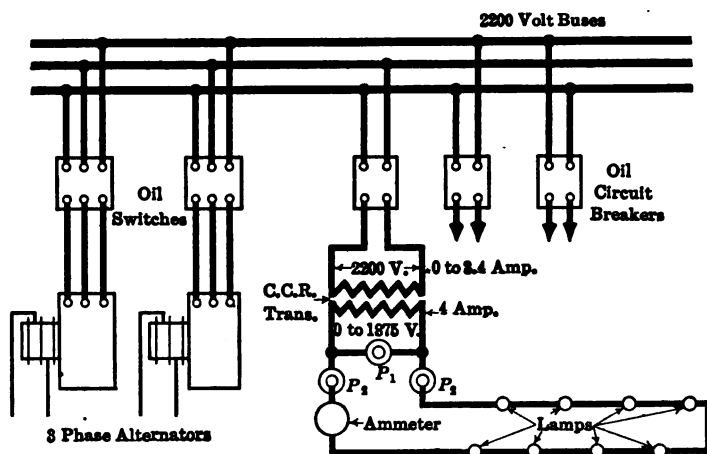 2200 Volt Buses
Oil
Switches
Oil
Circuit
Breakers
2200 V.
0 to 3.4 Amp.
C.C.R.
Trans.
4 Amp.
0 to 1875 V.
P1
P2
P2
Ammeter
Lamps
3 Phase Alternators